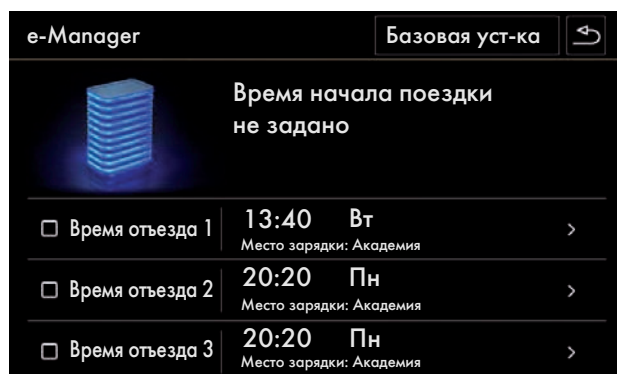 e-Manager
Базовая уст-ка
Время начала поездки
не задано
Время отъезда 1
13:40 Вт
Место зарядки: Академия
Время отъезда 2
20:20 Пн
Место зарядки: Академия
Время отъезда 3
20:20 Пн
Место зарядки: Академия